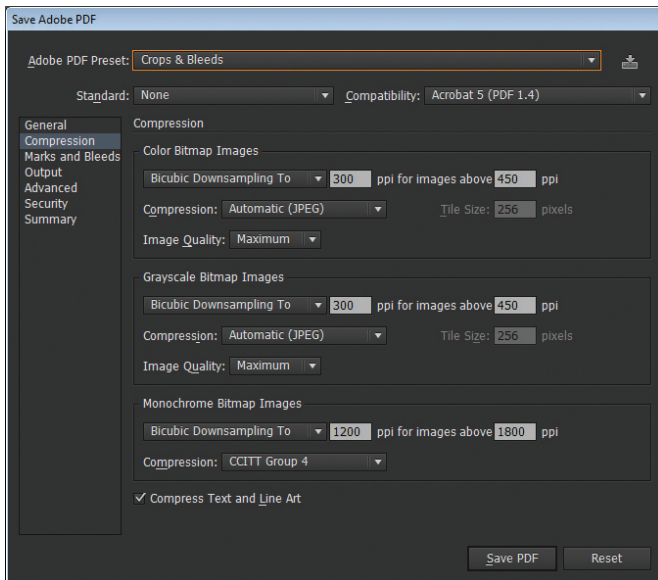 Save Adobe PDF
Adobe PDF Preset: Crops & Bleeds
Standard: None Compatibility: Acrobat 5 (PDF 1.4)
General
Compression
Marks and Bleeds
Output
Advanced
Security
Summary
Compression
Color Bitmap Images
Bicubic Downsampling To 300 ppi for images above 450 ppi
Compression: Automatic (JPEG) Tile Size: 256 pixels
Image Quality: Maximum
Grayscale Bitmap Images
Bicubic Downsampling To 300 ppi for images above 450 ppi
Compression: Automatic (JPEG) Tile Size: 256 pixels
Image Quality: Maximum
Monochrome Bitmap Images
Bicubic Downsampling To 1200 ppi for images above 1800 ppi
Compression: CCITT Group 4
Compress Text and Line Art
Save PDF Reset